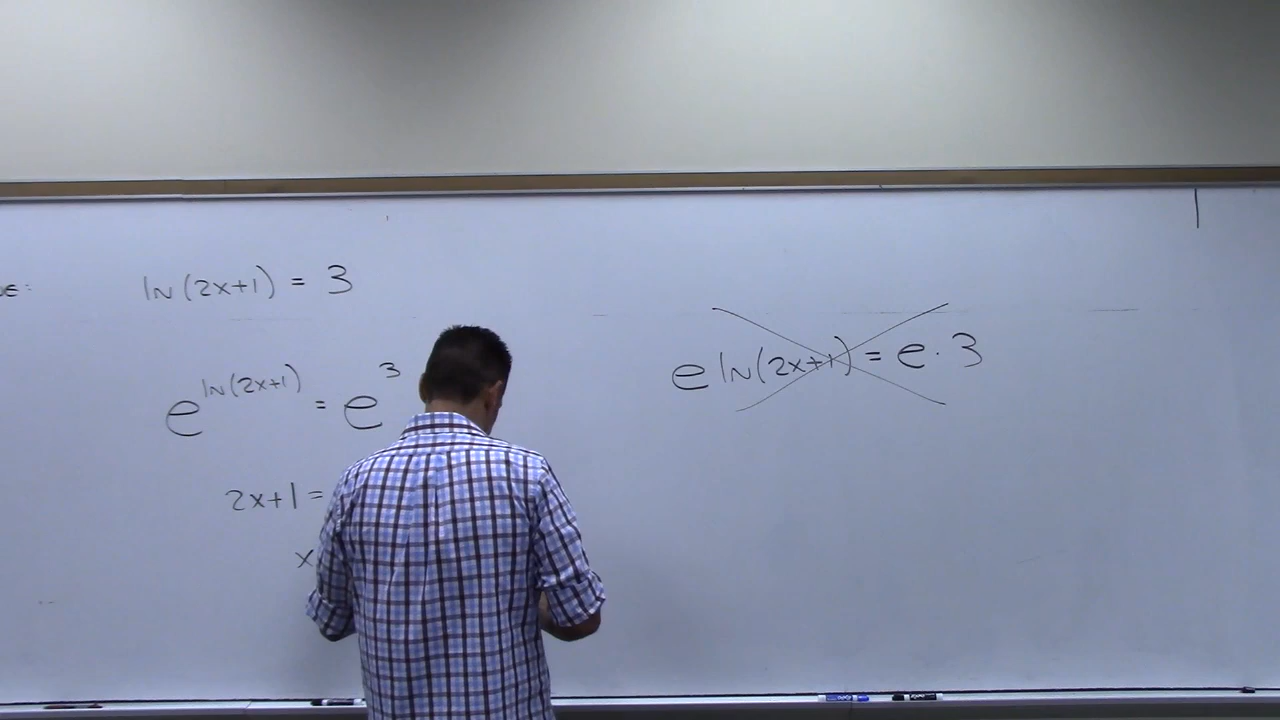 ln(2x+1) = 3
e^{ln(2x+1)} = e^3
2x+1 =
x
e ln(2x+1) = e · 3